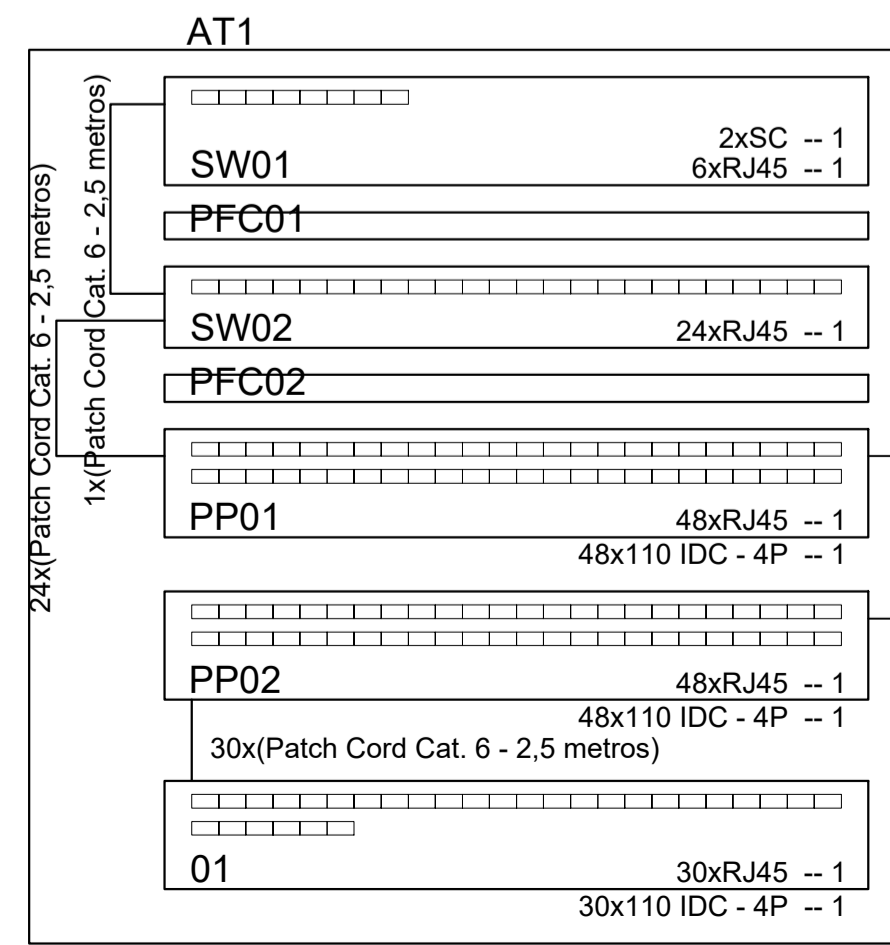 AT1
2xSC -- 1
SW01
6xRJ45 -- 1
PFC01
SW02
24xRJ45 -- 1
PFC02
PP01
48xRJ45 -- 1
48x110 IDC - 4P -- 1
PP02
48xRJ45 -- 1
48x110 IDC - 4P -- 1
30x(Patch Cord Cat. 6 - 2,5 metros)
01
30xRJ45 -- 1
30x110 IDC - 4P -- 1
24x(Patch Cord Cat. 6 - 2,5 metros)
1x(Patch Cord Cat. 6 - 2,5 metros)